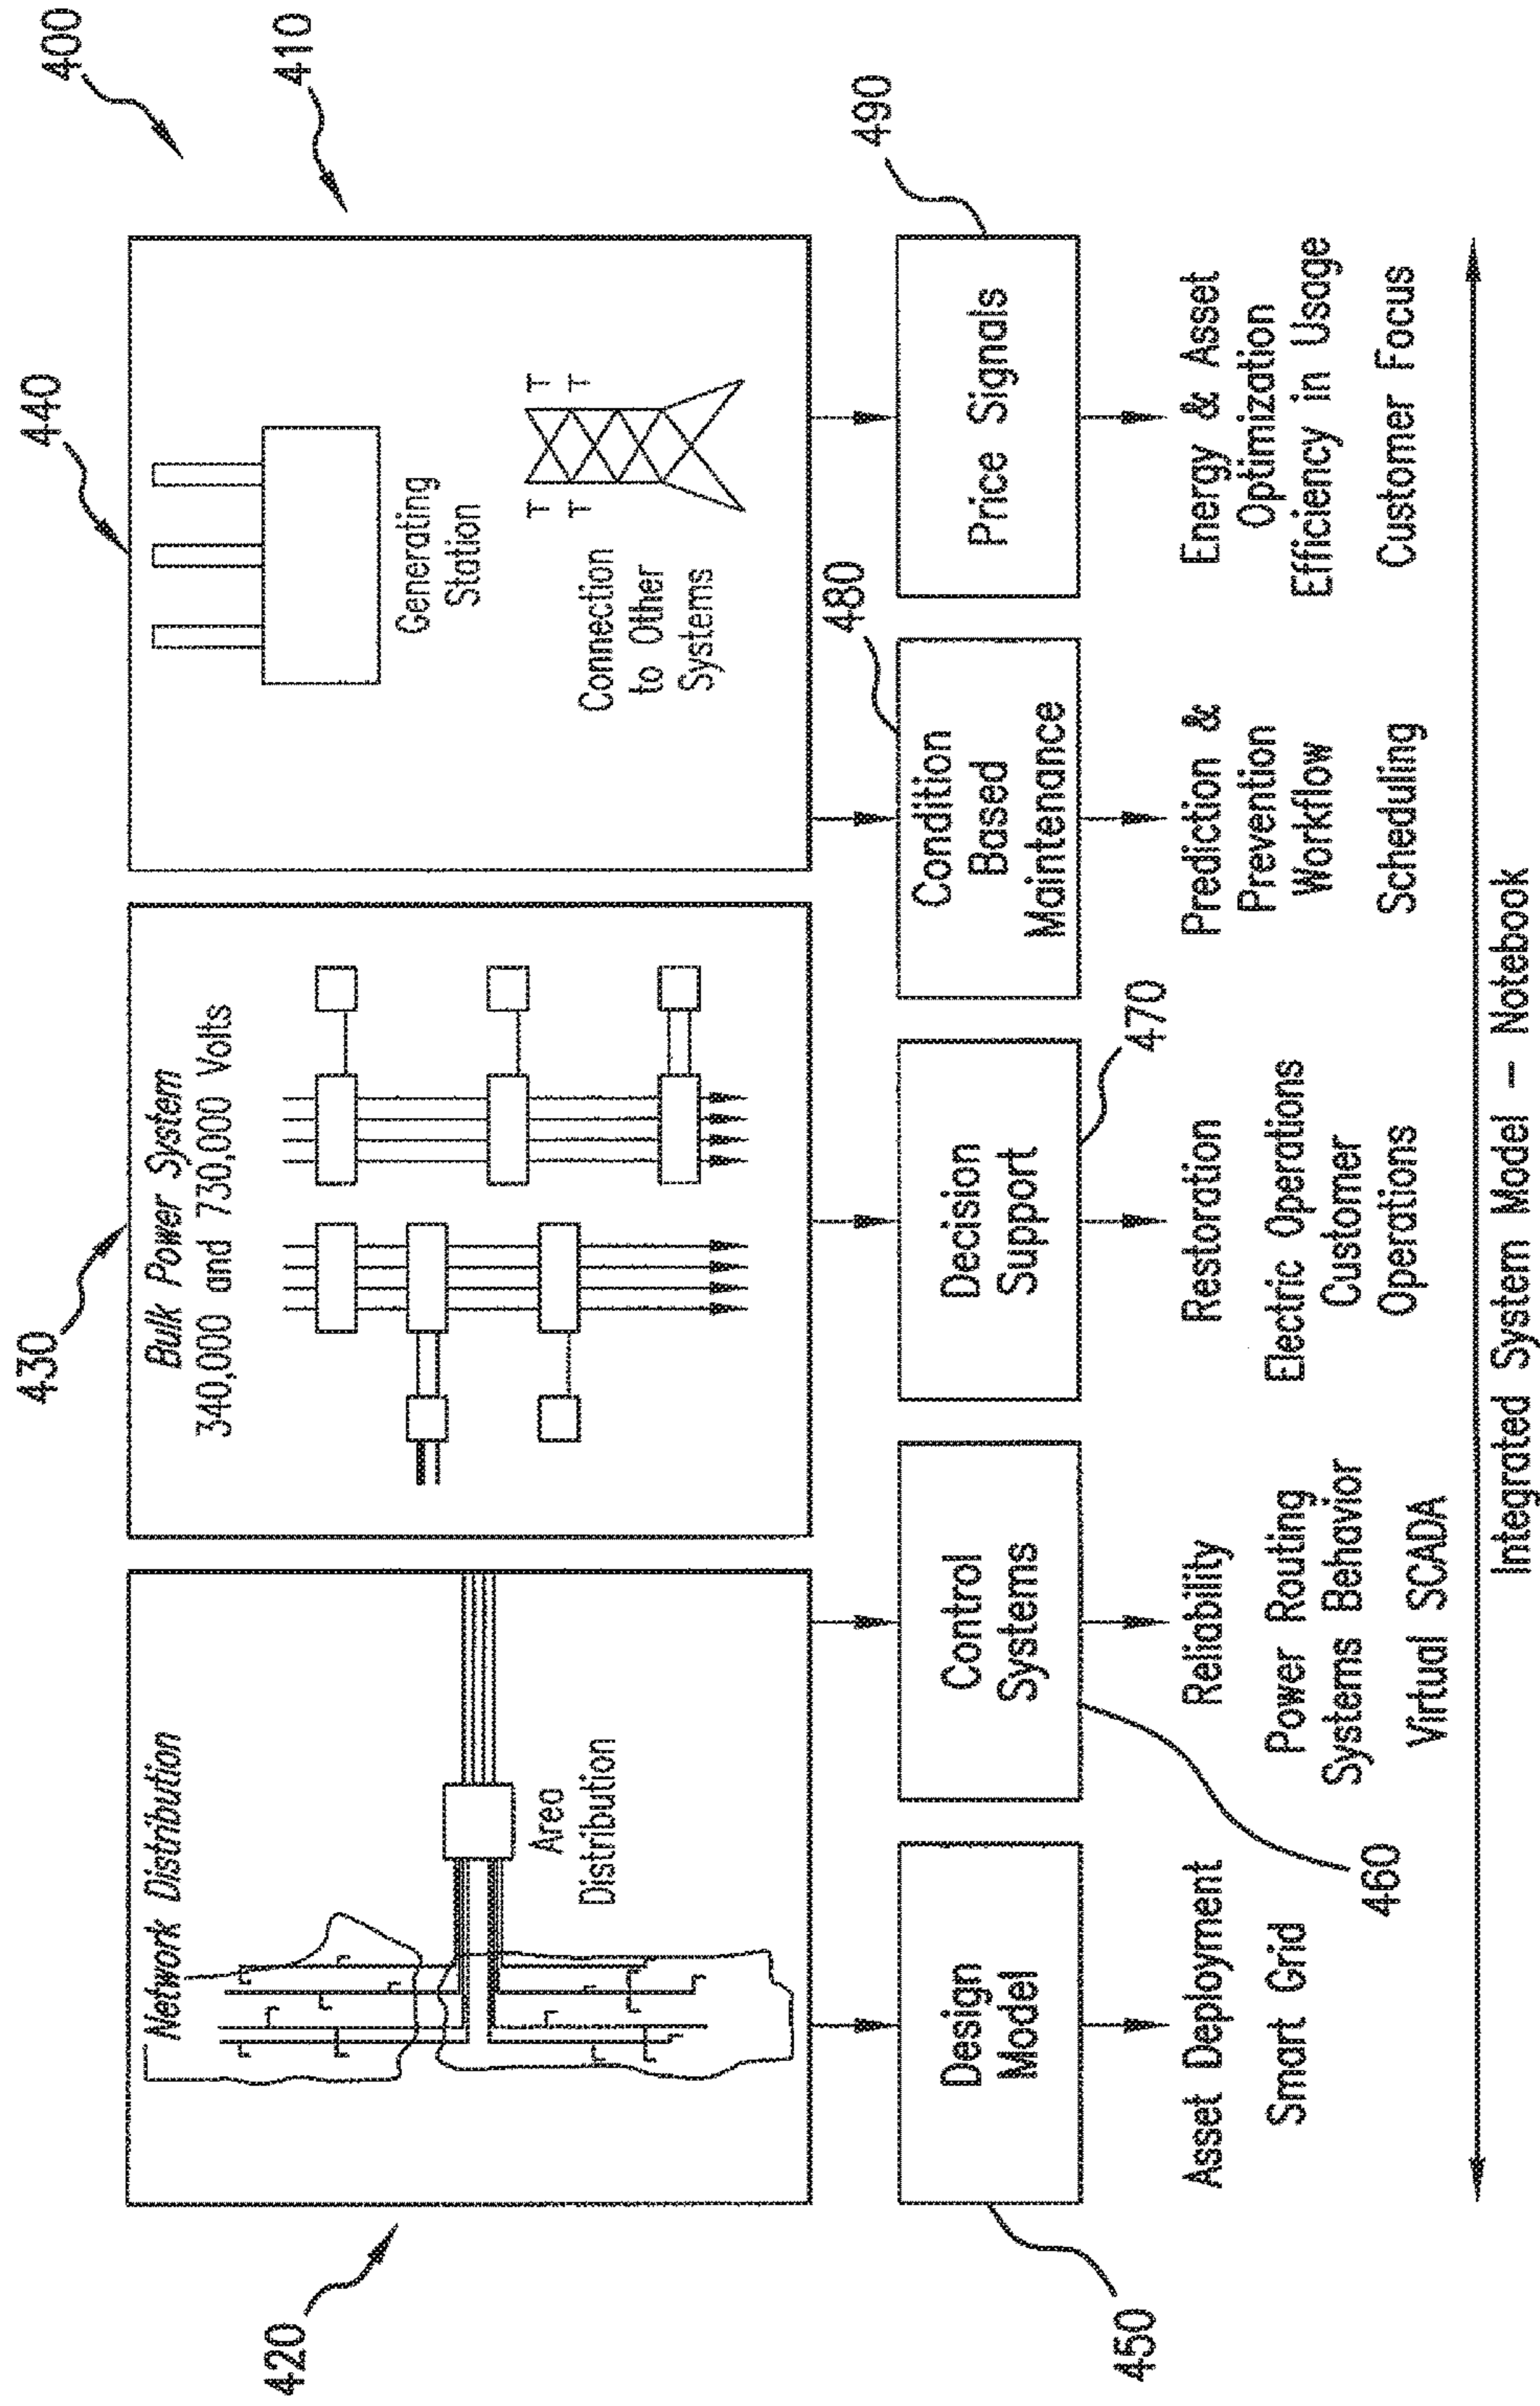 400
410
420
430
440
Network Distribution
Area
Distribution
Bulk Power System
340,000 and 730,000 Volts
Generating
Station
Connection
to Other
Systems
T
T
T
T
450
Design
Model
460
Control
Systems
470
Decision
Support
480
Condition
Based
Maintenance
490
Price Signals
Asset Deployment
Smart Grid
Reliability
Power Routing
Systems Behavior
Virtual SCADA
Restoration
Electric Operations
Customer
Operations
Prediction &
Prevention
Workflow
Scheduling
Energy & Asset
Optimization
Efficiency in Usage
Customer Focus
Integrated System Model – Notebook